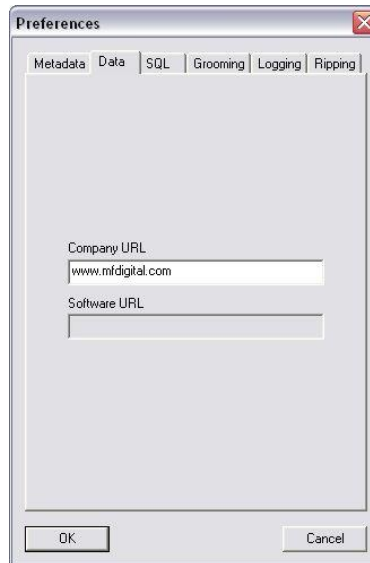 Preferences
Metadata Data SQL Grooming Logging Ripping
Company URL
www.mfdigital.com
Software URL
OK Cancel